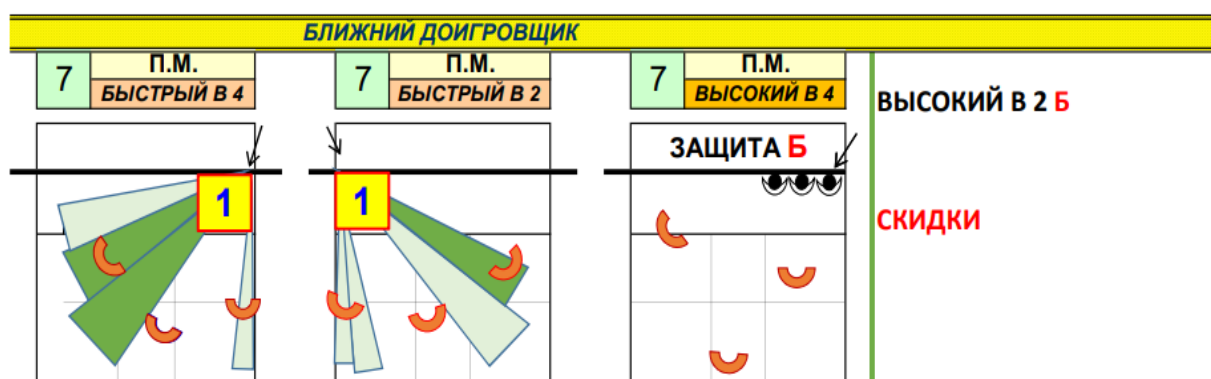 БЛИЖНИЙ ДОИГРОВЩИК
7 П.М.
БЫСТРЫЙ В 4
7 П.М.
БЫСТРЫЙ В 2
7 П.М.
ВЫСОКИЙ В 4
ВЫСОКИЙ В 2 Б
ЗАЩИТА Б
1
1
СКИДКИ